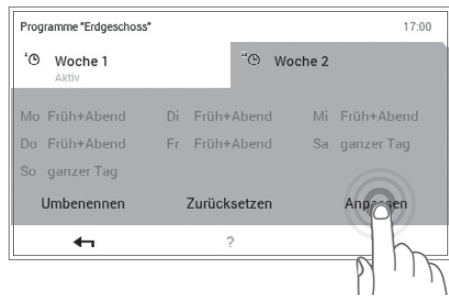 Programme "Erdgeschoss" 17:00
Woche 1 Woche 2
Aktiv
Mo Früh+Abend Di Früh+Abend Mi Früh+Abend
Do Früh+Abend Fr Früh+Abend Sa ganzer Tag
So ganzer Tag
Umbenennen Zurücksetzen Anpassen
?